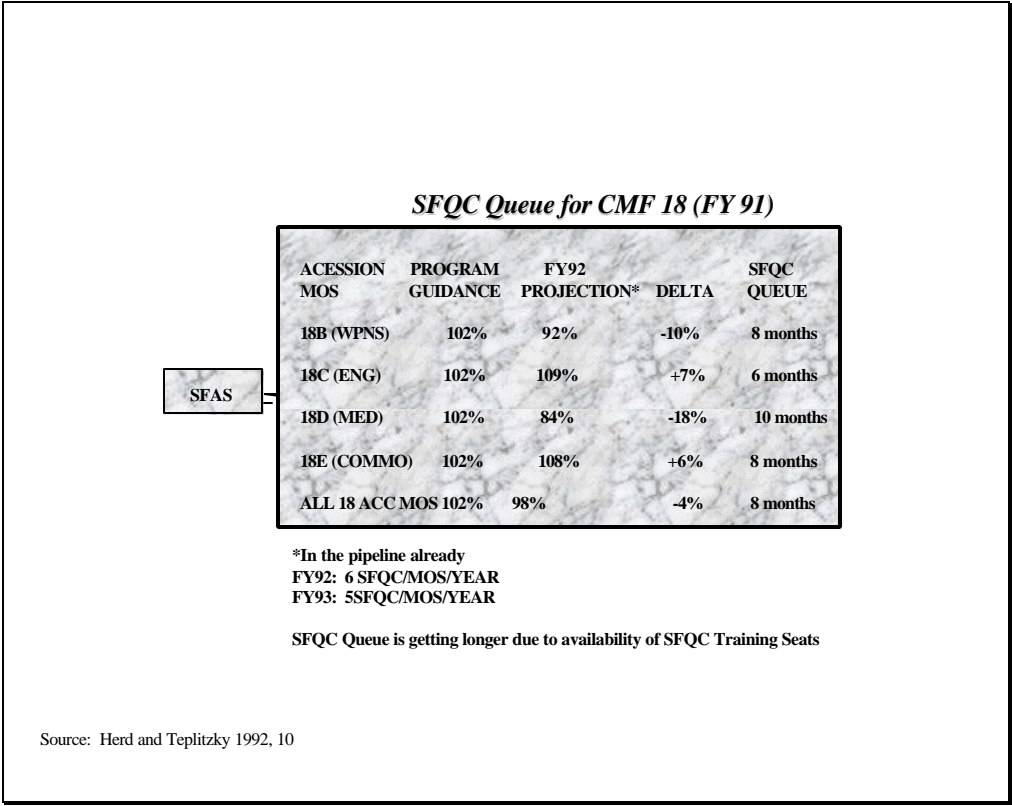 SFQC Queue for CMF 18 (FY 91)
ACESSION PROGRAM FY92 SFQC
MOS GUIDANCE PROJECTION* DELTA QUEUE
18B (WPNS) 102% 92% -10% 8 months
18C (ENG) 102% 109% +7% 6 months
SFAS
18D (MED) 102% 84% -18% 10 months
18E (COMMO) 102% 108% +6% 8 months
ALL 18 ACC MOS 102% 98% -4% 8 months
*In the pipeline already
FY92: 6 SFQC/MOS/YEAR
FY93: 5SFQC/MOS/YEAR
SFQC Queue is getting longer due to availability of SFQC Training Seats
Source: Herd and Teplitzky 1992, 10